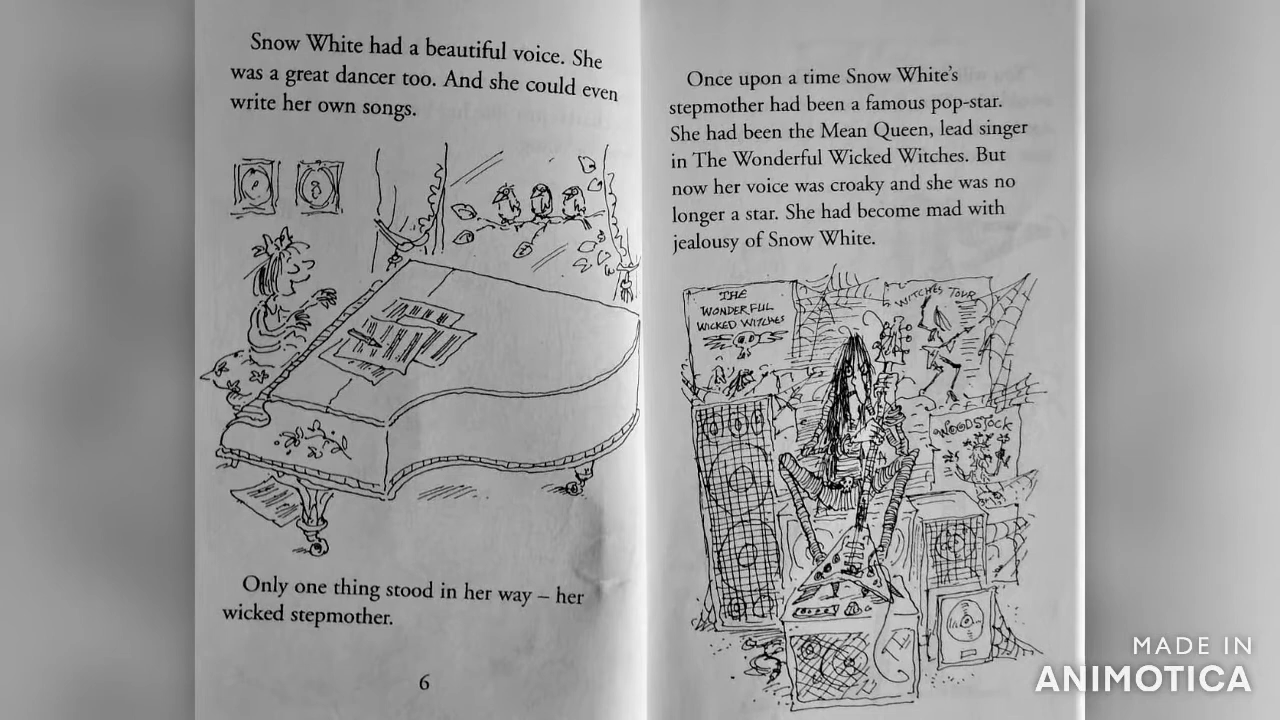 Snow White had a beautiful voice. She
was a great dancer too. And she could even
write her own songs.
Only one thing stood in her way – her
wicked stepmother.
6
Once upon a time Snow White's
stepmother had been a famous pop-star.
She had been the Mean Queen, lead singer
in The Wonderful Wicked Witches. But
now her voice was croaky and she was no
longer a star. She had become mad with
jealousy of Snow White.
THE
WONDERFUL
WICKED WITCHES
WITCHES TOUR
WOODSTOCK
MADE IN
ANIMOTICA